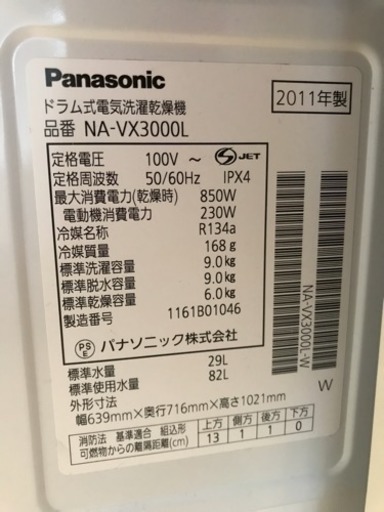 Panasonic
2011年製
ドラム式電気洗濯乾燥機
品番 NA-VX3000L
定格電圧 100V ～ S JET
定格周波数 50/60Hz IPX4
最大消費電力(乾燥時) 850W
電動機消費電力 230W
冷媒名称 R134a
冷媒質量 168g
標準洗濯容量 9.0kg
標準脱水容量 9.0kg
標準乾燥容量 6.0kg
製造番号 1161B01046
PSE パナソニック株式会社
標準水量 29L
標準使用水量 82L
外形寸法
幅639mm×奥行716mm×高さ1021mm
消防法 基準適合 組込形 上方 側方 後方 下方
可燃物からの離隔距離(cm) 13 1 1 0
NA-VX3000L-W
W